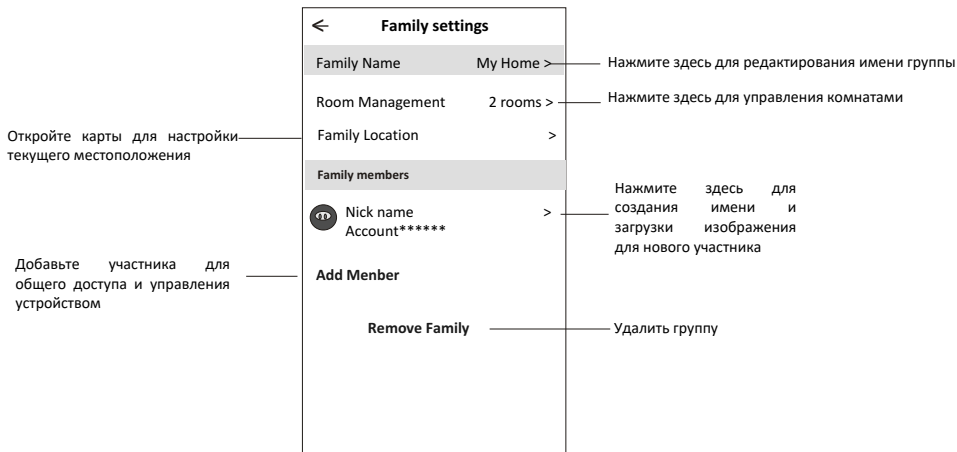 ← Family settings
Family Name My Home >
Нажмите здесь для редактирования имени группы
Room Management 2 rooms >
Нажмите здесь для управления комнатами
Откройте карты для настройки
текущего местоположения
Family Location >
Family members
Nick name >
Account******
Нажмите здесь для
создания имени и
загрузки изображения
для нового участника
Добавьте участника для
общего доступа и управления
устройством
Add Menber
Remove Family
Удалить группу